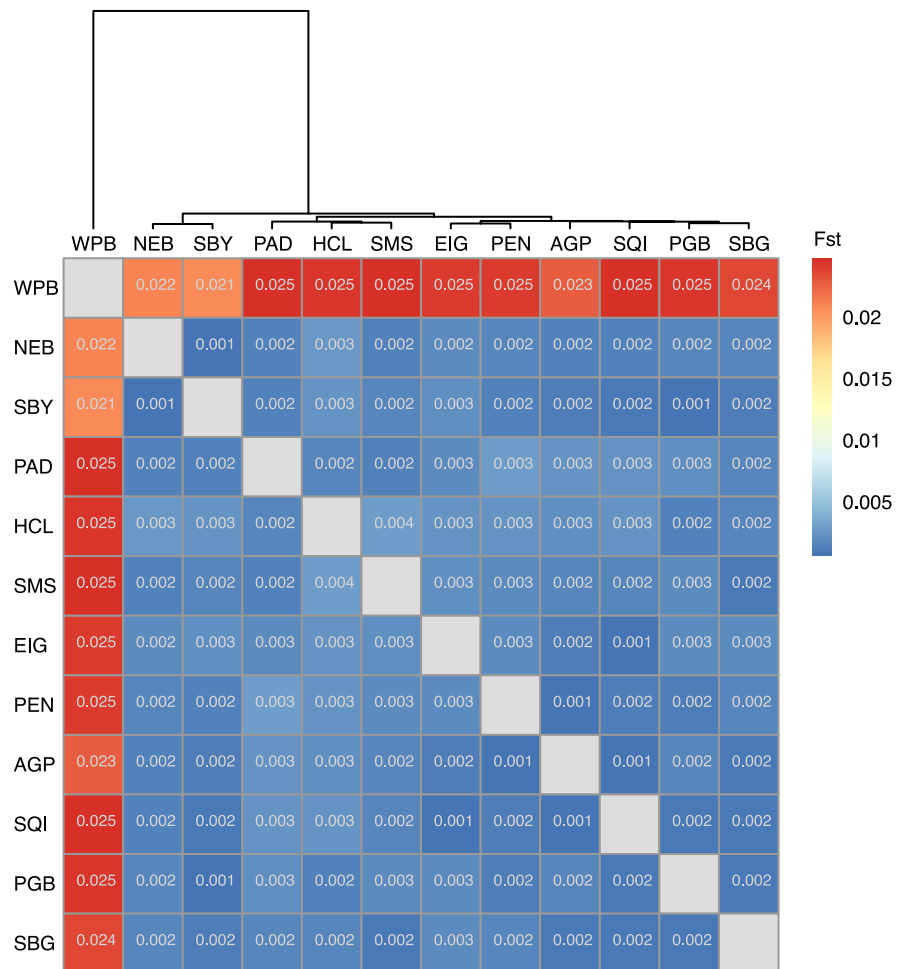 WPB NEB SBY PAD HCL SMS EIG PEN AGP SQI PGB SBG
Fst
0.02
0.015
0.01
0.005
WPB 0.022 0.021 0.025 0.025 0.025 0.025 0.025 0.023 0.025 0.025 0.024
NEB 0.022 0.001 0.002 0.003 0.002 0.002 0.002 0.002 0.002 0.002 0.002
SBY 0.021 0.001 0.002 0.003 0.002 0.003 0.002 0.002 0.002 0.001 0.002
PAD 0.025 0.002 0.002 0.002 0.002 0.003 0.003 0.003 0.003 0.003 0.002
HCL 0.025 0.003 0.003 0.002 0.004 0.003 0.003 0.003 0.003 0.002 0.002
SMS 0.025 0.002 0.002 0.002 0.004 0.003 0.003 0.002 0.002 0.003 0.002
EIG 0.025 0.002 0.003 0.003 0.003 0.003 0.003 0.002 0.001 0.003 0.003
PEN 0.025 0.002 0.002 0.003 0.003 0.003 0.003 0.001 0.002 0.002 0.002
AGP 0.023 0.002 0.002 0.003 0.003 0.002 0.002 0.001 0.001 0.002 0.002
SQI 0.025 0.002 0.002 0.003 0.003 0.002 0.001 0.002 0.001 0.002 0.002
PGB 0.025 0.002 0.001 0.003 0.002 0.003 0.003 0.002 0.002 0.002 0.002
SBG 0.024 0.002 0.002 0.002 0.002 0.002 0.003 0.002 0.002 0.002 0.002